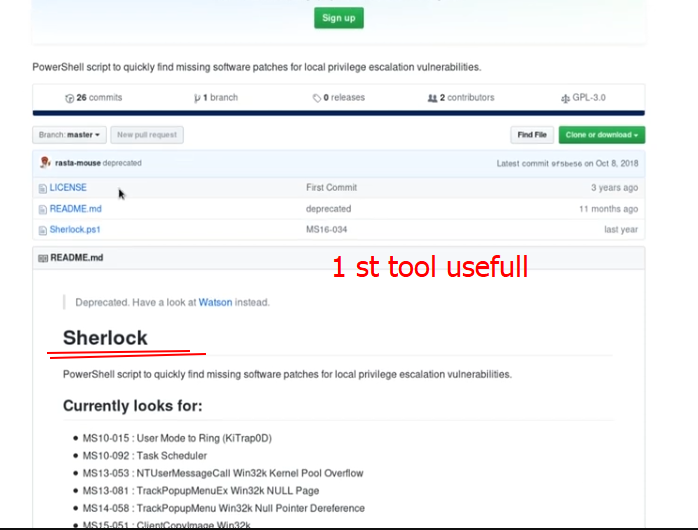 Sign up
PowerShell script to quickly find missing software patches for local privilege escalation vulnerabilities.
26 commits 1 branch 0 releases 2 contributors GPL-3.0
Branch: master New pull request Find File Clone or download
rasta-mouse deprecated Latest commit on Oct 8, 2018
LICENSE First Commit 3 years ago
README.md deprecated 11 months ago
Sherlock.ps1 MS16-034 last year
README.md
1 st tool usefull
Deprecated. Have a look at Watson instead.
Sherlock
PowerShell script to quickly find missing software patches for local privilege escalation vulnerabilities.
Currently looks for:
MS10-015 : User Mode to Ring (KiTrap0D)
MS10-092 : Task Scheduler
MS13-053 : NTUserMessageCall Win32k Kernel Pool Overflow
MS13-081 : TrackPopupMenuEx Win32k NULL Page
MS14-058 : TrackPopupMenu Win32k Null Pointer Dereference
MS15-051 : ClientCopyImage Win32k